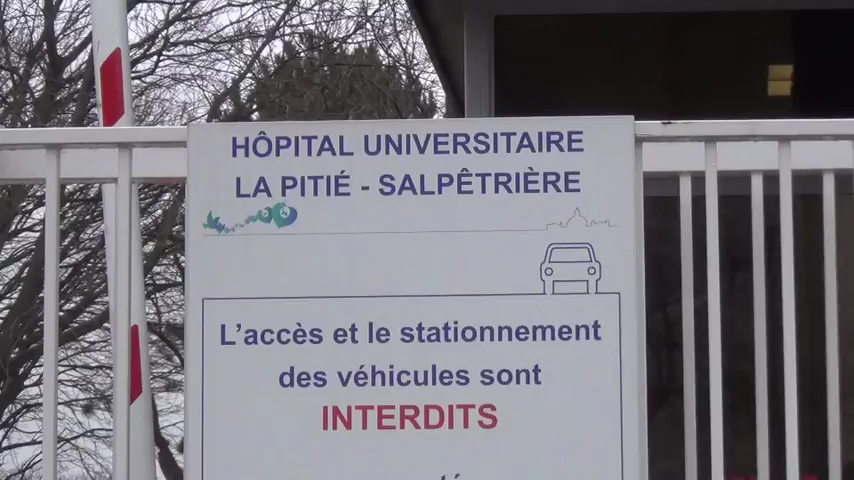 HÔPITAL UNIVERSITAIRE
LA PITIÉ - SALPÊTRIÈRE
L'accès et le stationnement
des véhicules sont
INTERDITS